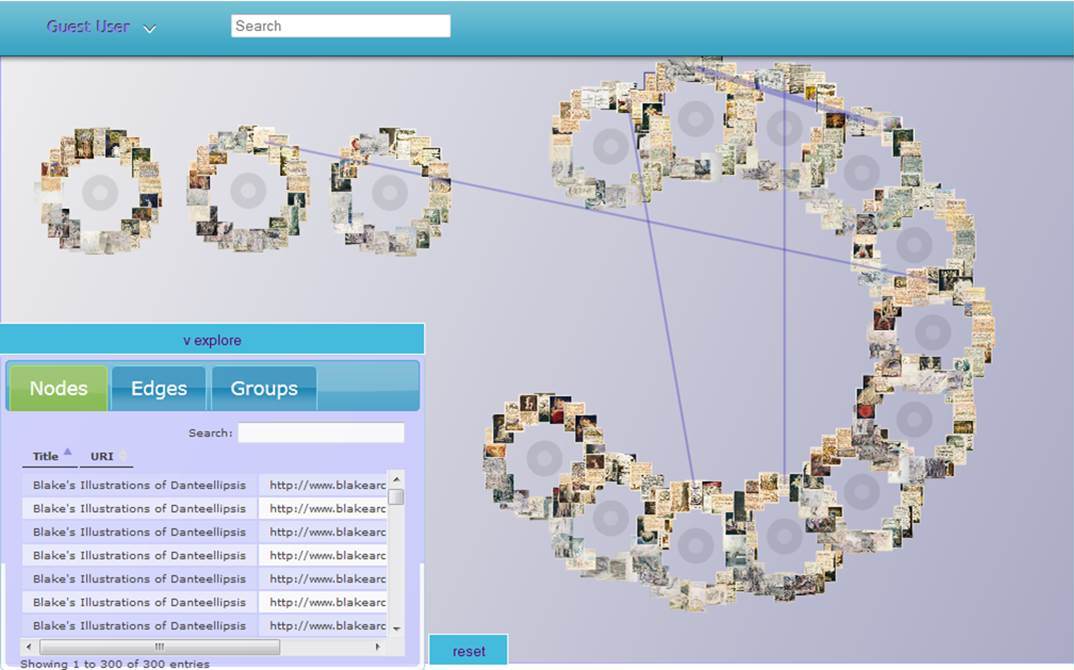 Guest User
Search
v explore
Nodes Edges Groups
Search:
Title URI
Blake's Illustrations of Danteellipsis http://www.blakearc
Blake's Illustrations of Danteellipsis http://www.blakearc
Blake's Illustrations of Danteellipsis http://www.blakearc
Blake's Illustrations of Danteellipsis http://www.blakearc
Blake's Illustrations of Danteellipsis http://www.blakearc
Blake's Illustrations of Danteellipsis http://www.blakearc
Blake's Illustrations of Danteellipsis http://www.blakearc
Showing 1 to 300 of 300 entries
reset